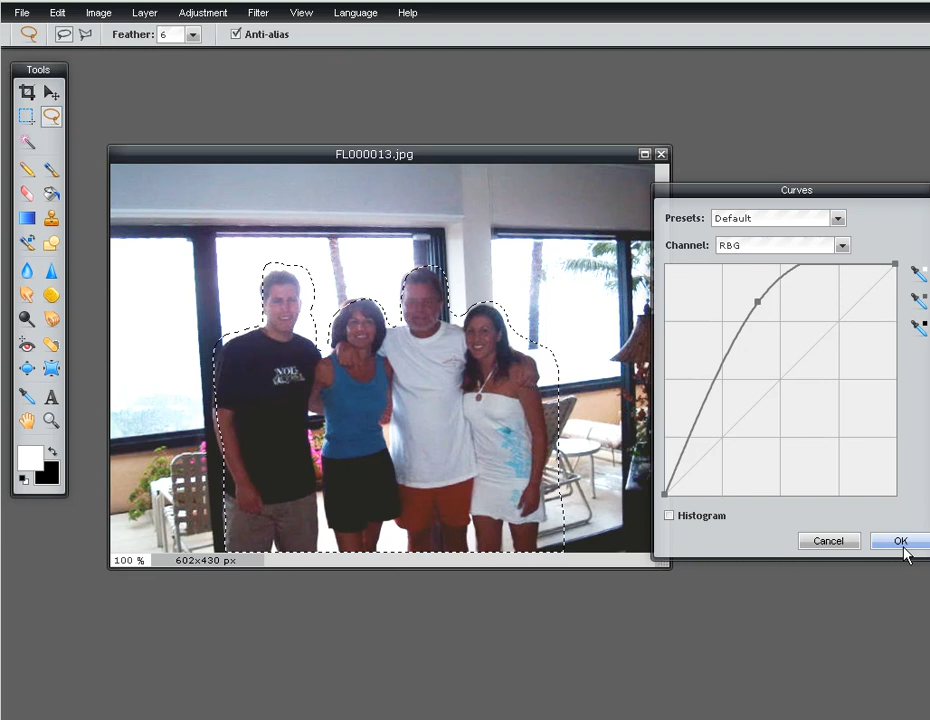 File Edit Image Layer Adjustment Filter View Language Help
Feather: 6 Anti-alias
Tools
FL000013.jpg
Curves
Presets: Default
Channel: RBG
NOL
Histogram
Cancel OK
100 % 602x430 px
A